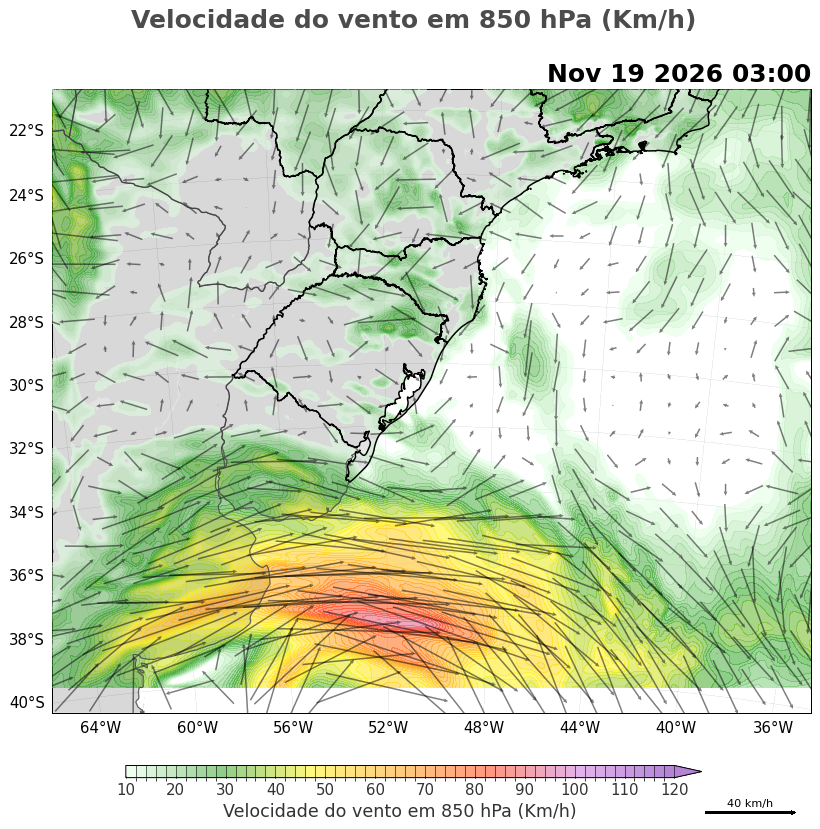 Velocidade do vento em 850 hPa (Km/h)
Nov 19 2026 03:00
22°S
24°S
26°S
28°S
30°S
32°S
34°S
36°S
38°S
40°S
64°W 60°W 56°W 52°W 48°W 44°W 40°W 36°W
10 20 30 40 50 60 70 80 90 100 110 120
Velocidade do vento em 850 hPa (Km/h)
40 km/h